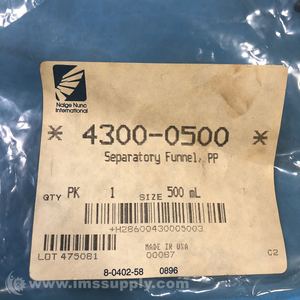 Nalge Nunc
International
* 4300-0500 *
Separatory Funnel, PP
QTY PK 1 SIZE 500 mL
+H28600430005003
MADE IN USA
LOT 475081 00087 C2
8-0402-58 0896
© www.imssupply.com